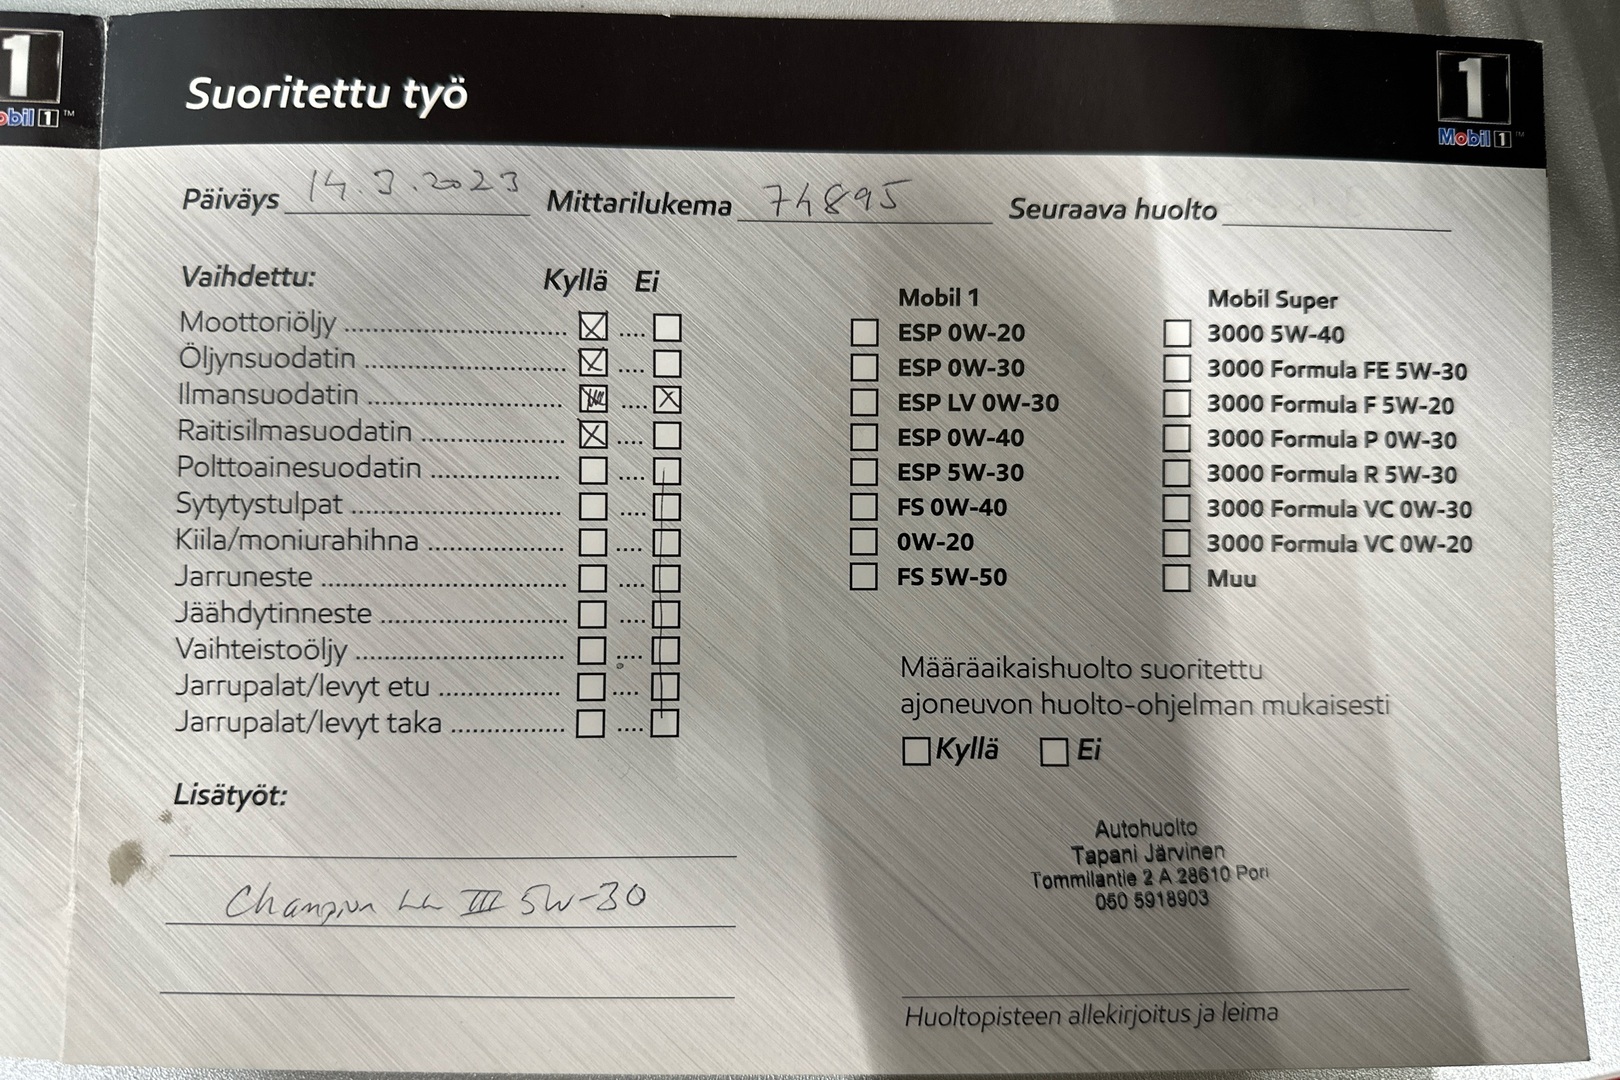 1
Mobil 1™
Suoritettu työ
1
Mobil 1™
Päiväys 14.3.2023 Mittarilukema 74895 Seuraava huolto
Vaihdettu: Kyllä Ei
Moottoriöljy
Öljynsuodatin
Ilmansuodatin
Raitisilmasuodatin
Polttoainesuodatin
Sytytystulpat
Kiila/moniurahihna
Jarruneste
Jäähdytinneste
Vaihteistoöljy
Jarrupalat/levyt etu
Jarrupalat/levyt taka
Lisätyöt:
Champion LL III 5W-30
Mobil 1
ESP 0W-20
ESP 0W-30
ESP LV 0W-30
ESP 0W-40
ESP 5W-30
FS 0W-40
0W-20
FS 5W-50
Mobil Super
3000 5W-40
3000 Formula FE 5W-30
3000 Formula F 5W-20
3000 Formula P 0W-30
3000 Formula R 5W-30
3000 Formula VC 0W-30
3000 Formula VC 0W-20
Muu
Määräaikaishuolto suoritettu
ajoneuvon huolto-ohjelman mukaisesti
Kyllä Ei
Autohuolto
Tapani Järvinen
Tommilantie 2 A 28610 Pori
050 5918903
Huoltopisteen allekirjoitus ja leima